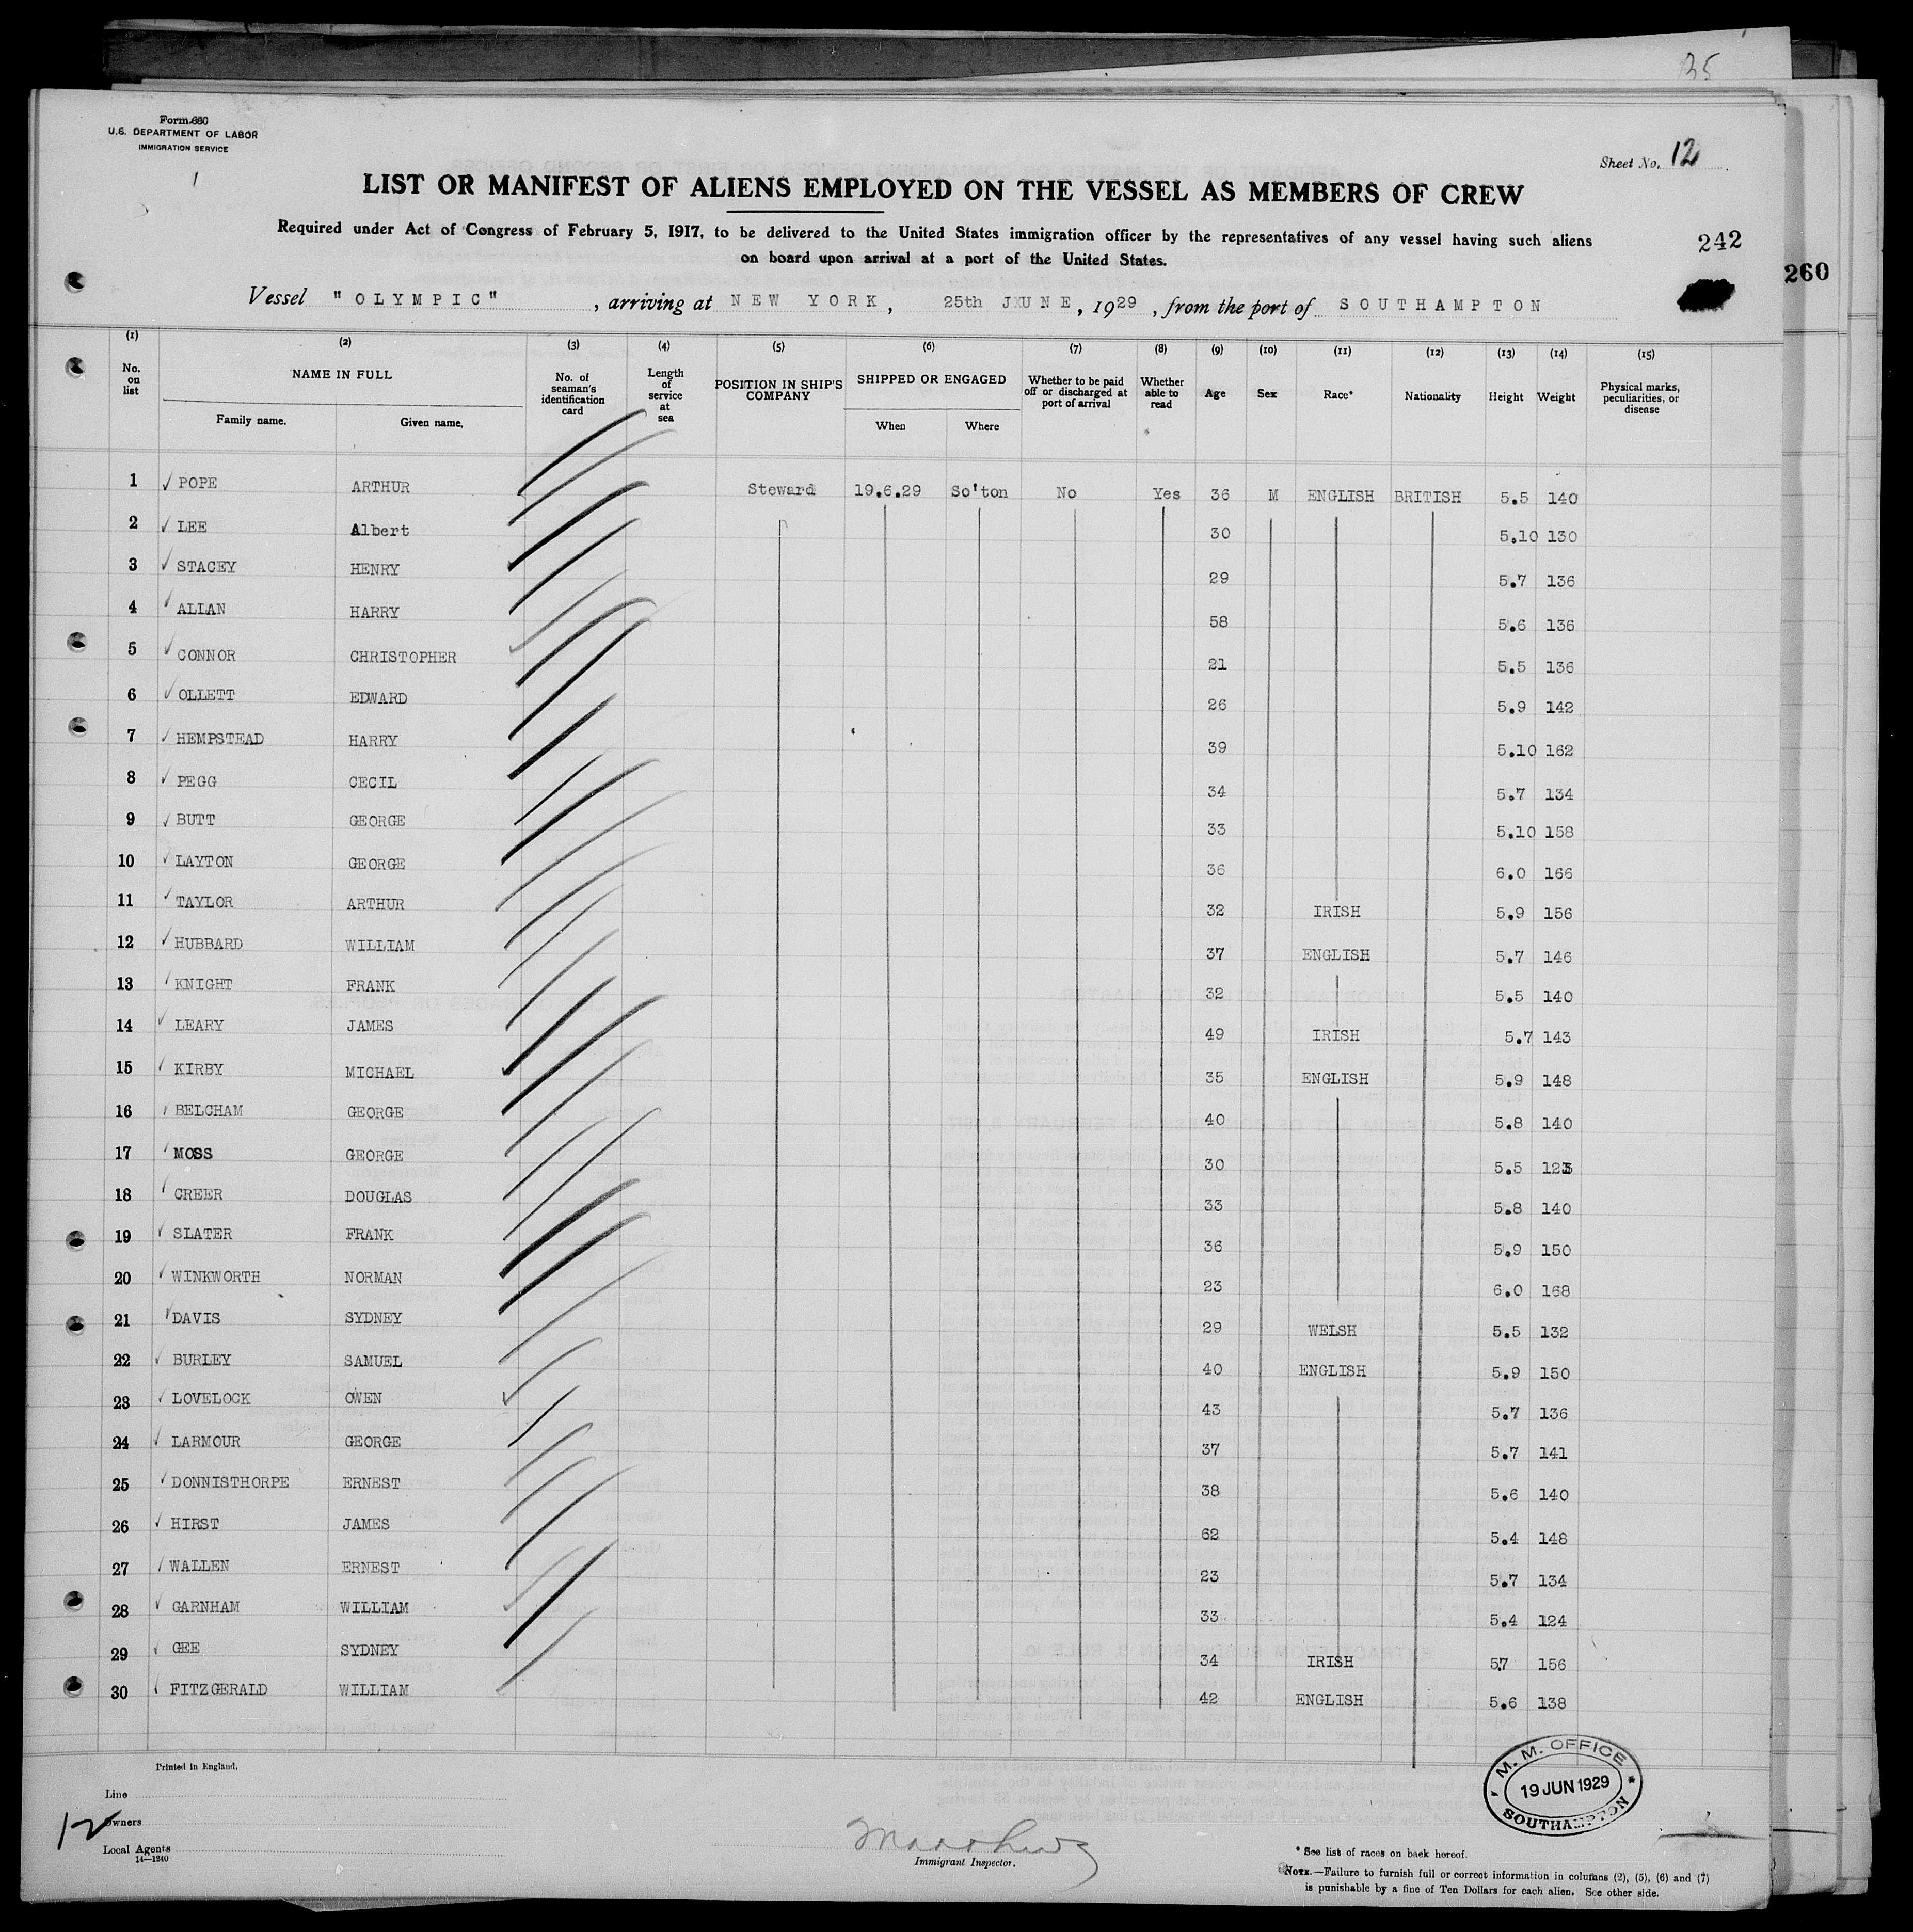 35
Form 680
U.S. DEPARTMENT OF LABOR
IMMIGRATION SERVICE
1
Sheet No. 12
LIST OR MANIFEST OF ALIENS EMPLOYED ON THE VESSEL AS MEMBERS OF CREW
Required under Act of Congress of February 5, 1917, to be delivered to the United States immigration officer by the representatives of any vessel having such aliens
on board upon arrival at a port of the United States.
242
260
Vessel "OLYMPIC", arriving at NEW YORK, 25th JUNE, 1929, from the port of SOUTHAMPTON
(1) (2) (3) (4) (5) (6) (7) (8) (9) (10) (11) (12) (13) (14) (15)
No. on list NAME IN FULL Family name. Given name. No. of seaman's identification card Length of service at sea POSITION IN SHIP'S COMPANY SHIPPED OR ENGAGED When Where Whether to be paid off or discharged at port of arrival Whether able to read Age Sex Race* Nationality Height Weight Physical marks, peculiarities, or disease
1 POPE ARTHUR Steward 19.6.29 So'ton No Yes 36 M ENGLISH BRITISH 5.5 140
2 LEE Albert 30 5.10 130
3 STACEY HENRY 29 5.7 136
4 ALLAN HARRY 58 5.6 136
5 CONNOR CHRISTOPHER 21 5.5 136
6 OLLETT EDWARD 26 5.9 142
7 HEMPSTEAD HARRY 39 5.10 162
8 PEGG CECIL 34 5.7 134
9 BUTT GEORGE 33 5.10 158
10 LAYTON GEORGE 36 6.0 166
11 TAYLOR ARTHUR 32 IRISH 5.9 156
12 HUBBARD WILLIAM 37 ENGLISH 5.7 146
13 KNIGHT FRANK 32 5.5 140
14 LEARY JAMES 49 IRISH 5.7 143
15 KIRBY MICHAEL 35 ENGLISH 5.9 148
16 BELCHAM GEORGE 40 5.8 140
17 MOSS GEORGE 30 5.5
18 CREER DOUGLAS 33 5.8 140
19 SLATER FRANK 36 5.9 150
20 WINKWORTH NORMAN 23 6.0 168
21 DAVIS SYDNEY 29 WELSH 5.5 132
22 BURLEY SAMUEL 40 ENGLISH 5.9 150
23 LOVELOCK OWEN 43 5.7 136
24 LARMOUR GEORGE 37 5.7 141
25 DONNISTHORPE ERNEST 38 5.6 140
26 HIRST JAMES 62 5.4 148
27 WALLEN ERNEST 23 5.7 134
28 GARNHAM WILLIAM 33 5.4 124
29 GEE SYDNEY 34 IRISH 5.7 156
30 FITZGERALD WILLIAM 42 ENGLISH 5.6 138
Printed in England.
Line
Owners
Local Agents
14—1240
12
Immigrant Inspector.
M. M. OFFICE
19 JUN 1929
SOUTHAMPTON
* See list of races on back hereof.
NOTE.—Failure to furnish full or correct information in columns (2), (5), (6) and (7)
is punishable by a fine of Ten Dollars for each alien. See other side.